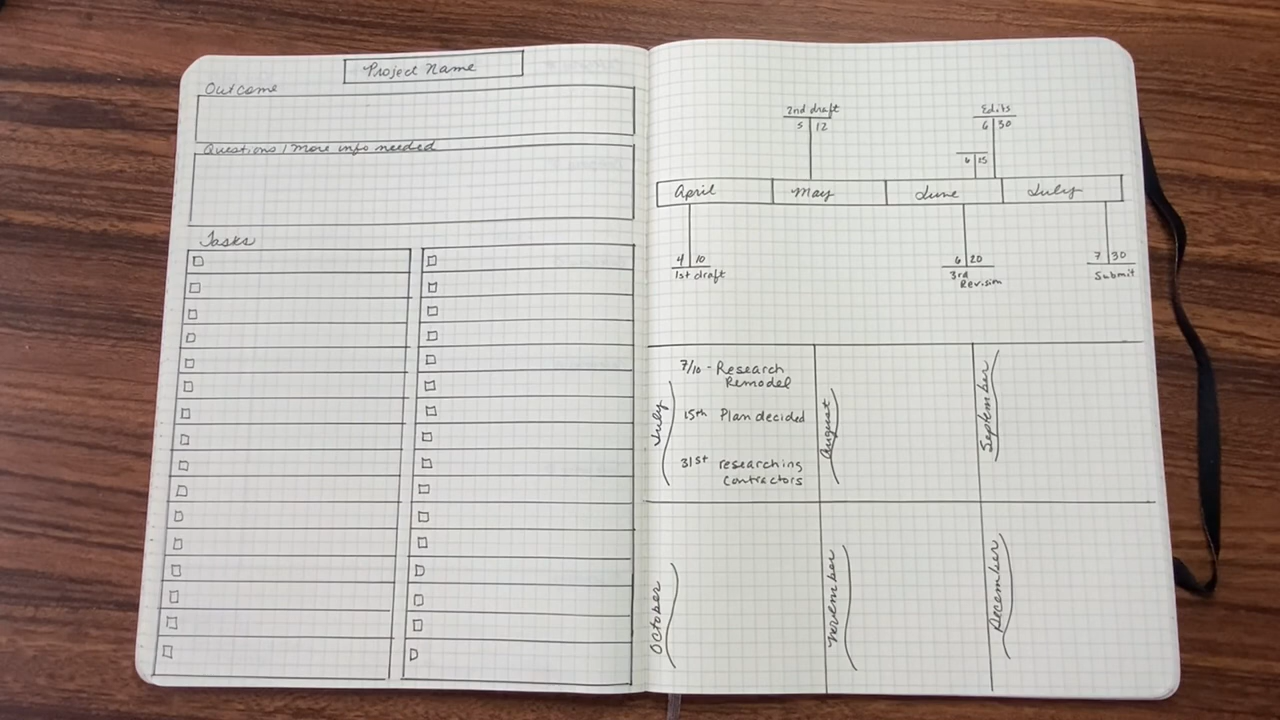 Project Name
Outcome
Questions / More info needed
Tasks
2nd draft
5 | 12
Edits
6 | 30
6 | 25
April
May
June
July
4 | 10
1st draft
6 | 20
3rd
Revision
7 | 30
Submit
July
7/10 - Research
Remodel
15th Plan decided
31st researching
contractors
August
September
October
November
December